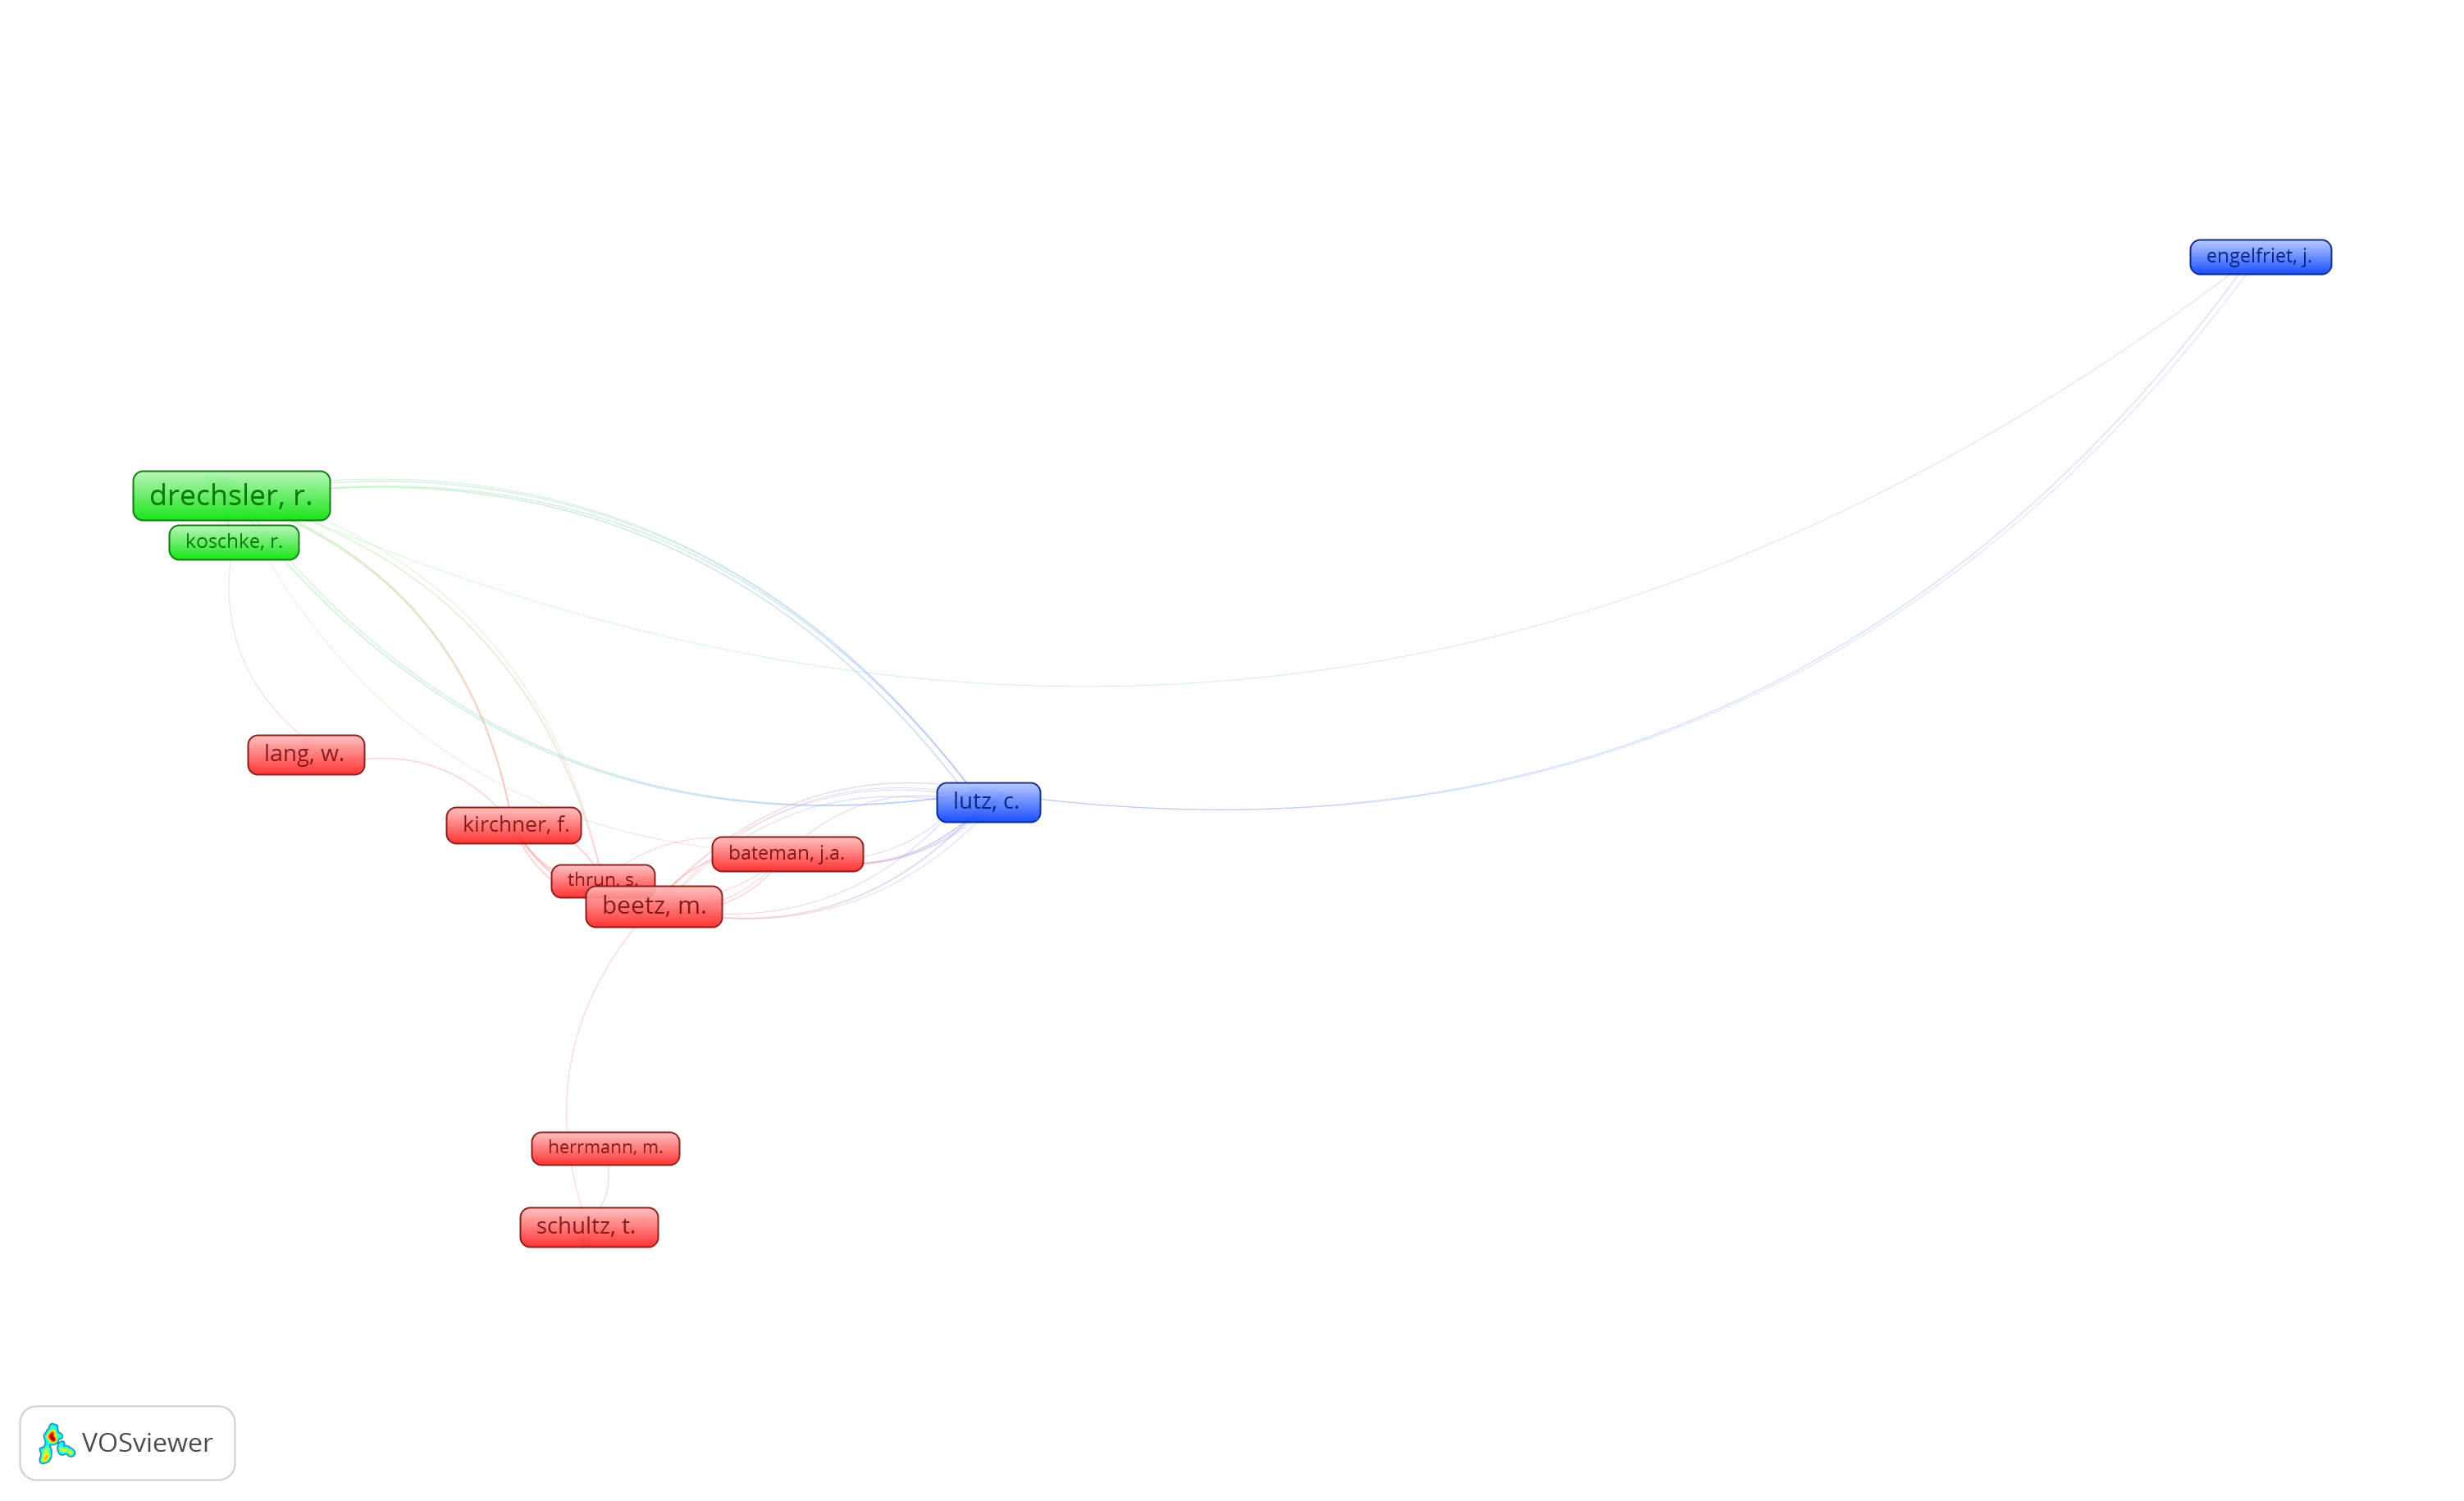 engelfriet, j.
drechsler, r.
koschke, r.
lang, w.
lutz, c.
kirchner, f.
bateman, j.a.
thrun, s.
beetz, m.
herrmann, m.
schultz, t.
VOSviewer